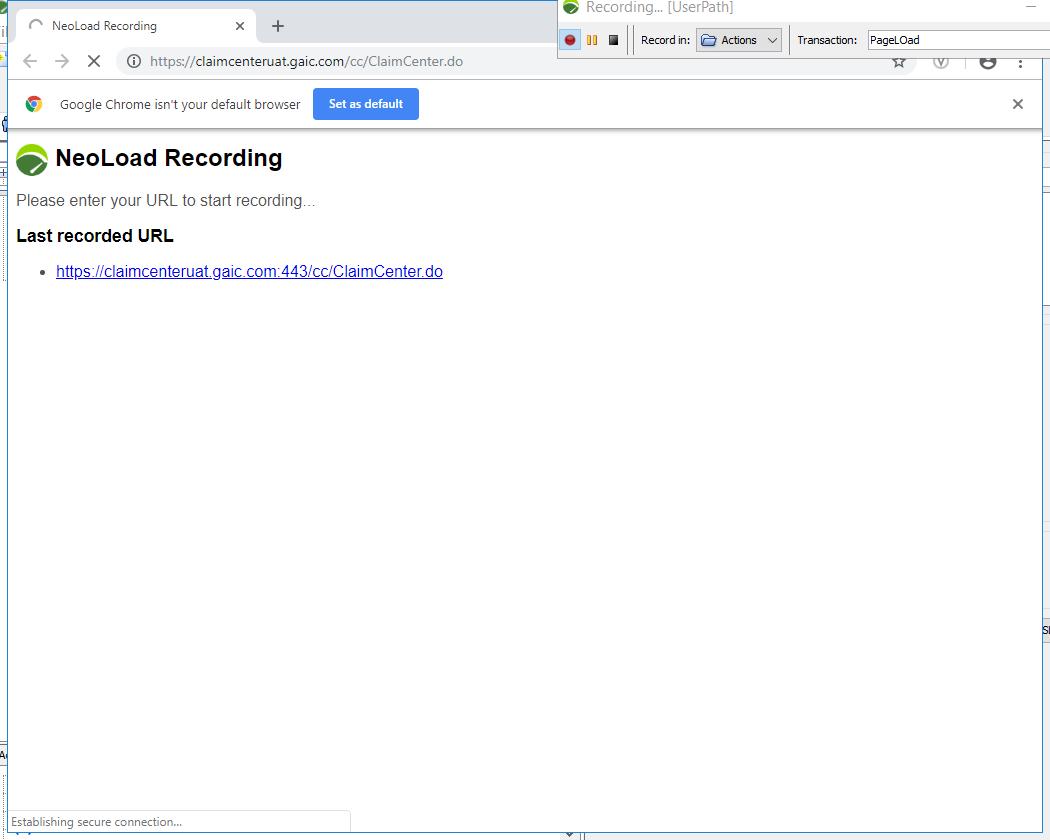 Recording... [UserPath]
NeoLoad Recording
Record in: Actions Transaction: PageLOad
https://claimcenteruat.gaic.com/cc/ClaimCenter.do
Google Chrome isn't your default browser Set as default
NeoLoad Recording
Please enter your URL to start recording...
Last recorded URL
• https://claimcenteruat.gaic.com:443/cc/ClaimCenter.do
Establishing secure connection...